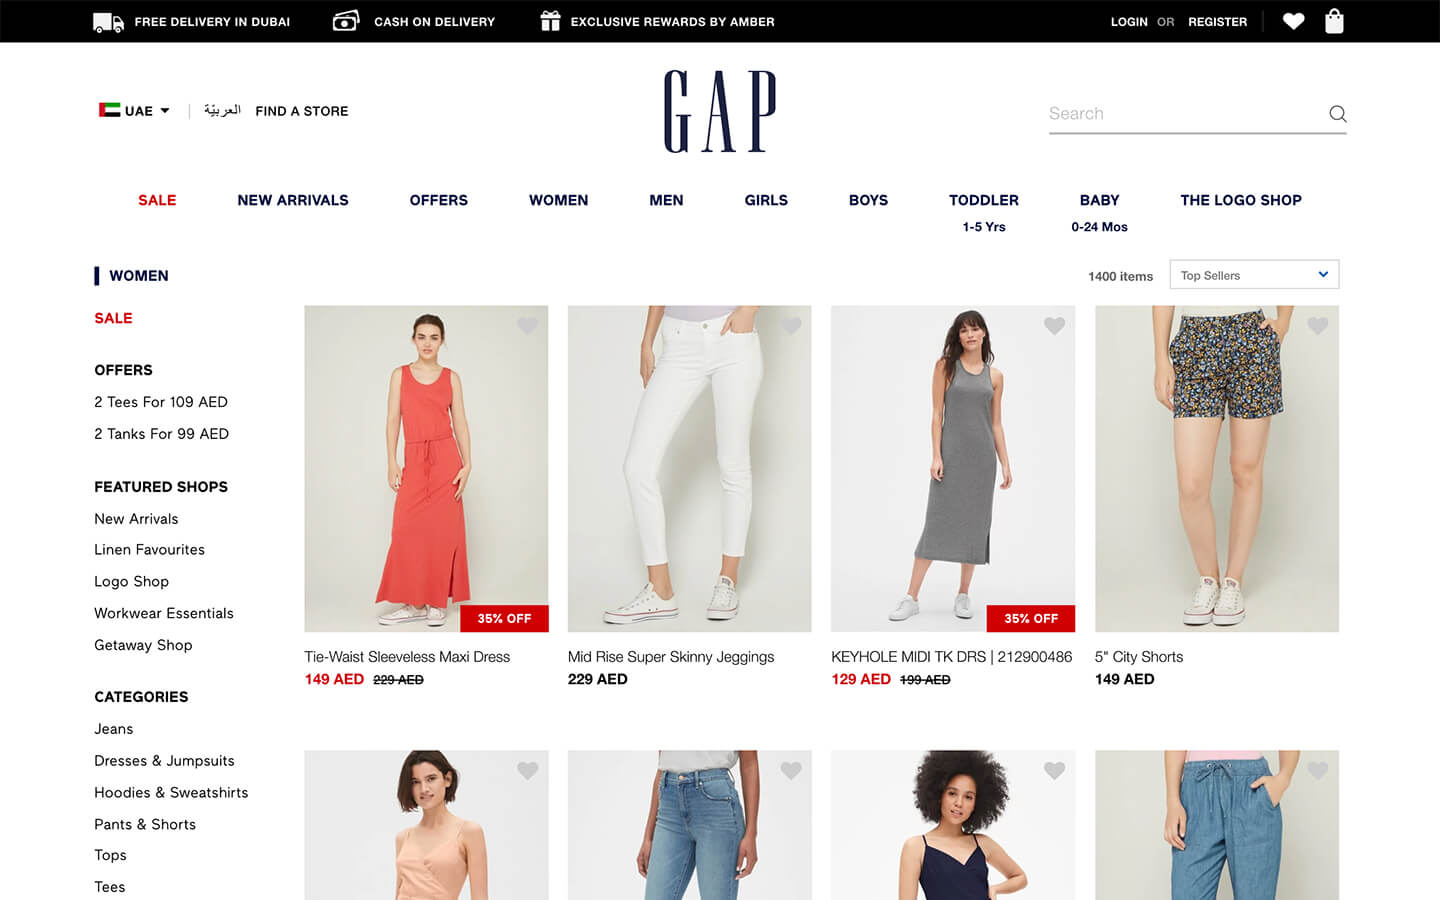 FREE DELIVERY IN DUBAI
CASH ON DELIVERY
EXCLUSIVE REWARDS BY AMBER
LOGIN OR REGISTER
UAE
العربيّة
FIND A STORE
GAP
Search
SALE
NEW ARRIVALS
OFFERS
WOMEN
MEN
GIRLS
BOYS
TODDLER
1-5 Yrs
BABY
0-24 Mos
THE LOGO SHOP
WOMEN
1400 items
Top Sellers
SALE
OFFERS
2 Tees For 109 AED
2 Tanks For 99 AED
FEATURED SHOPS
New Arrivals
Linen Favourites
Logo Shop
Workwear Essentials
Getaway Shop
CATEGORIES
Jeans
Dresses & Jumpsuits
Hoodies & Sweatshirts
Pants & Shorts
Tops
Tees
35% OFF
Tie-Waist Sleeveless Maxi Dress
149 AED 229 AED
Mid Rise Super Skinny Jeggings
229 AED
35% OFF
KEYHOLE MIDI TK DRS | 212900486
129 AED 199 AED
5" City Shorts
149 AED